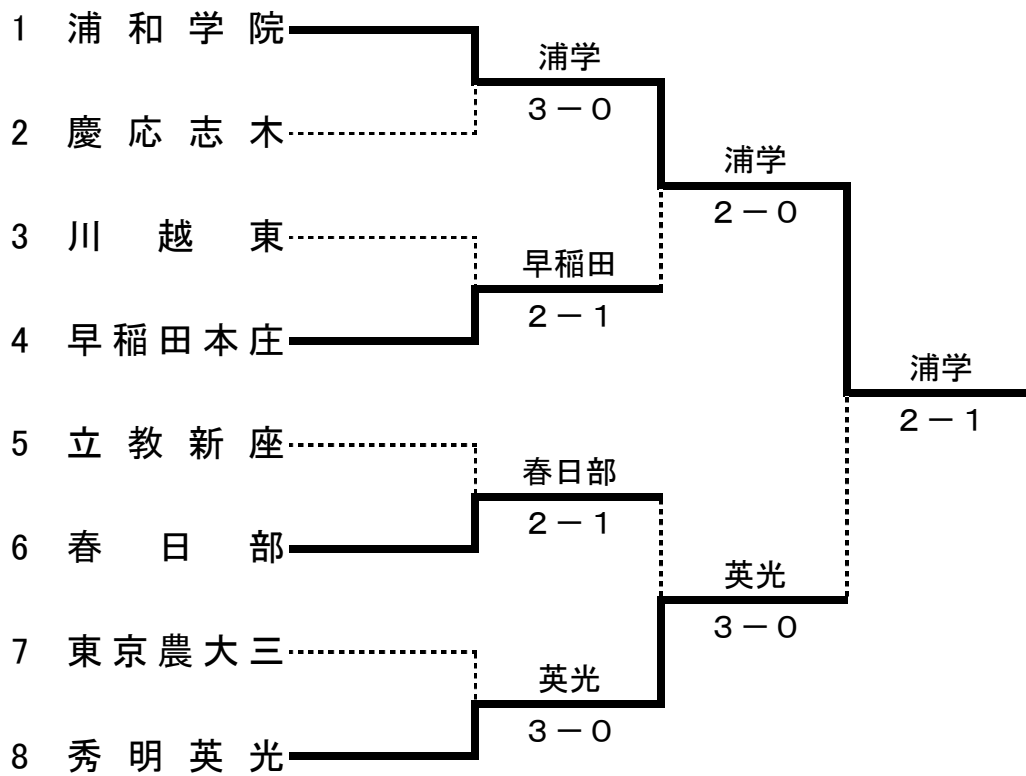 1 浦和学院
浦学
3－0
2 慶応志木
浦学
2－0
3 川越東
早稲田
2－1
4 早稲田本庄
浦学
2－1
5 立教新座
春日部
2－1
6 春日部
英光
3－0
7 東京農大三
英光
3－0
8 秀明英光